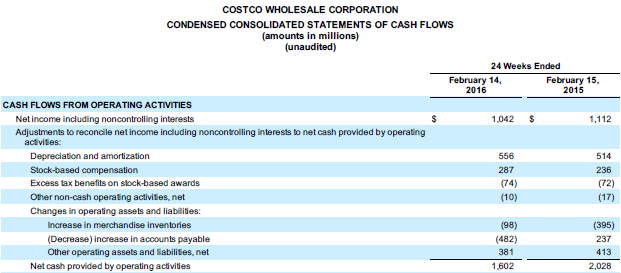 COSTCO WHOLESALE CORPORATION
CONDENSED CONSOLIDATED STATEMENTS OF CASH FLOWS
(amounts in millions)
(unaudited)
24 Weeks Ended
February 14, 2016 February 15, 2015
CASH FLOWS FROM OPERATING ACTIVITIES
Net income including noncontrolling interests $ 1,042 $ 1,112
Adjustments to reconcile net income including noncontrolling interests to net cash provided by operating
activities:
Depreciation and amortization 556 514
Stock-based compensation 287 236
Excess tax benefits on stock-based awards (74) (72)
Other non-cash operating activities, net (10) (17)
Changes in operating assets and liabilities:
Increase in merchandise inventories (98) (395)
(Decrease) increase in accounts payable (482) 237
Other operating assets and liabilities, net 381 413
Net cash provided by operating activities 1,602 2,028